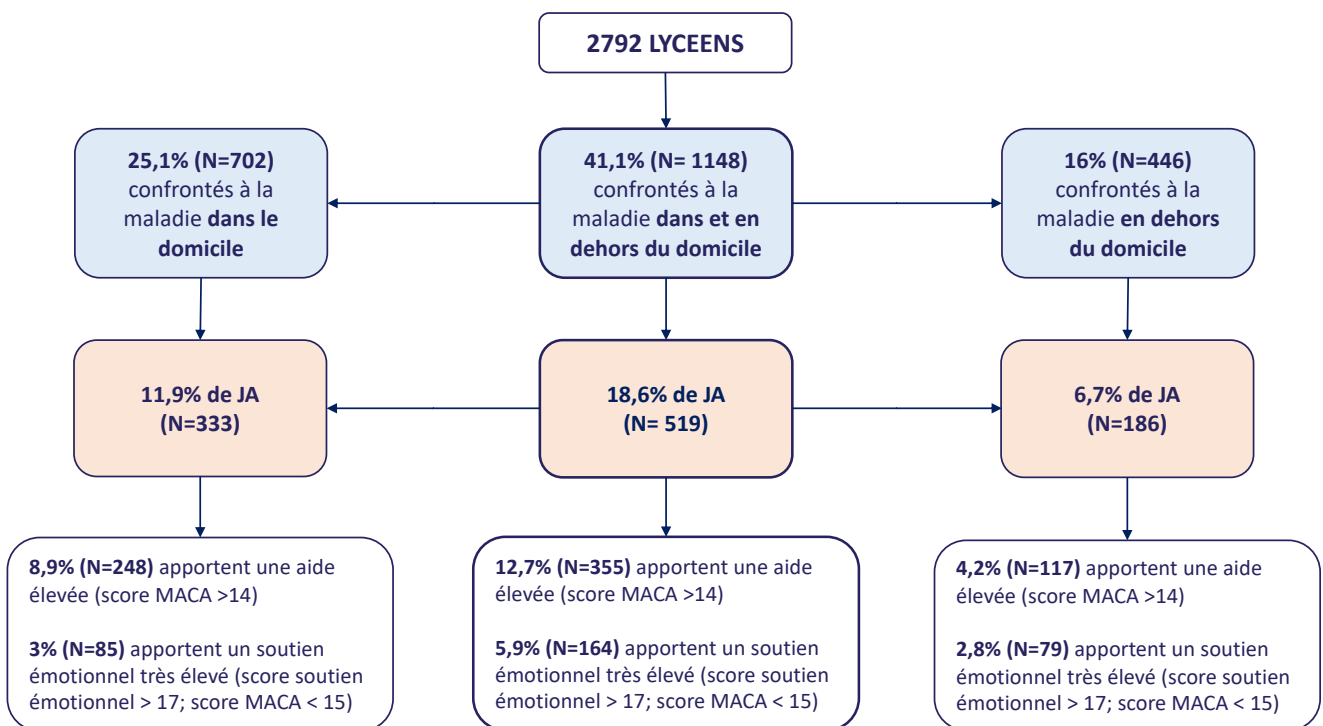 2792 LYCEENS
25,1% (N=702)
confrontés à la
maladie dans le
domicile
41,1% (N= 1148)
confrontés à la
maladie dans et en
dehors du domicile
16% (N=446)
confrontés à la
maladie en dehors
du domicile
11,9% de JA
(N=333)
18,6% de JA
(N= 519)
6,7% de JA
(N=186)
8,9% (N=248) apportent une aide
élevée (score MACA >14)
3% (N=85) apportent un soutien
émotionnel très élevé (score soutien
émotionnel > 17; score MACA < 15)
12,7% (N=355) apportent une aide
élevée (score MACA >14)
5,9% (N=164) apportent un soutien
émotionnel très élevé (score soutien
émotionnel > 17; score MACA < 15)
4,2% (N=117) apportent une aide
élevée (score MACA >14)
2,8% (N=79) apportent un soutien
émotionnel très élevé (score soutien
émotionnel > 17; score MACA < 15)